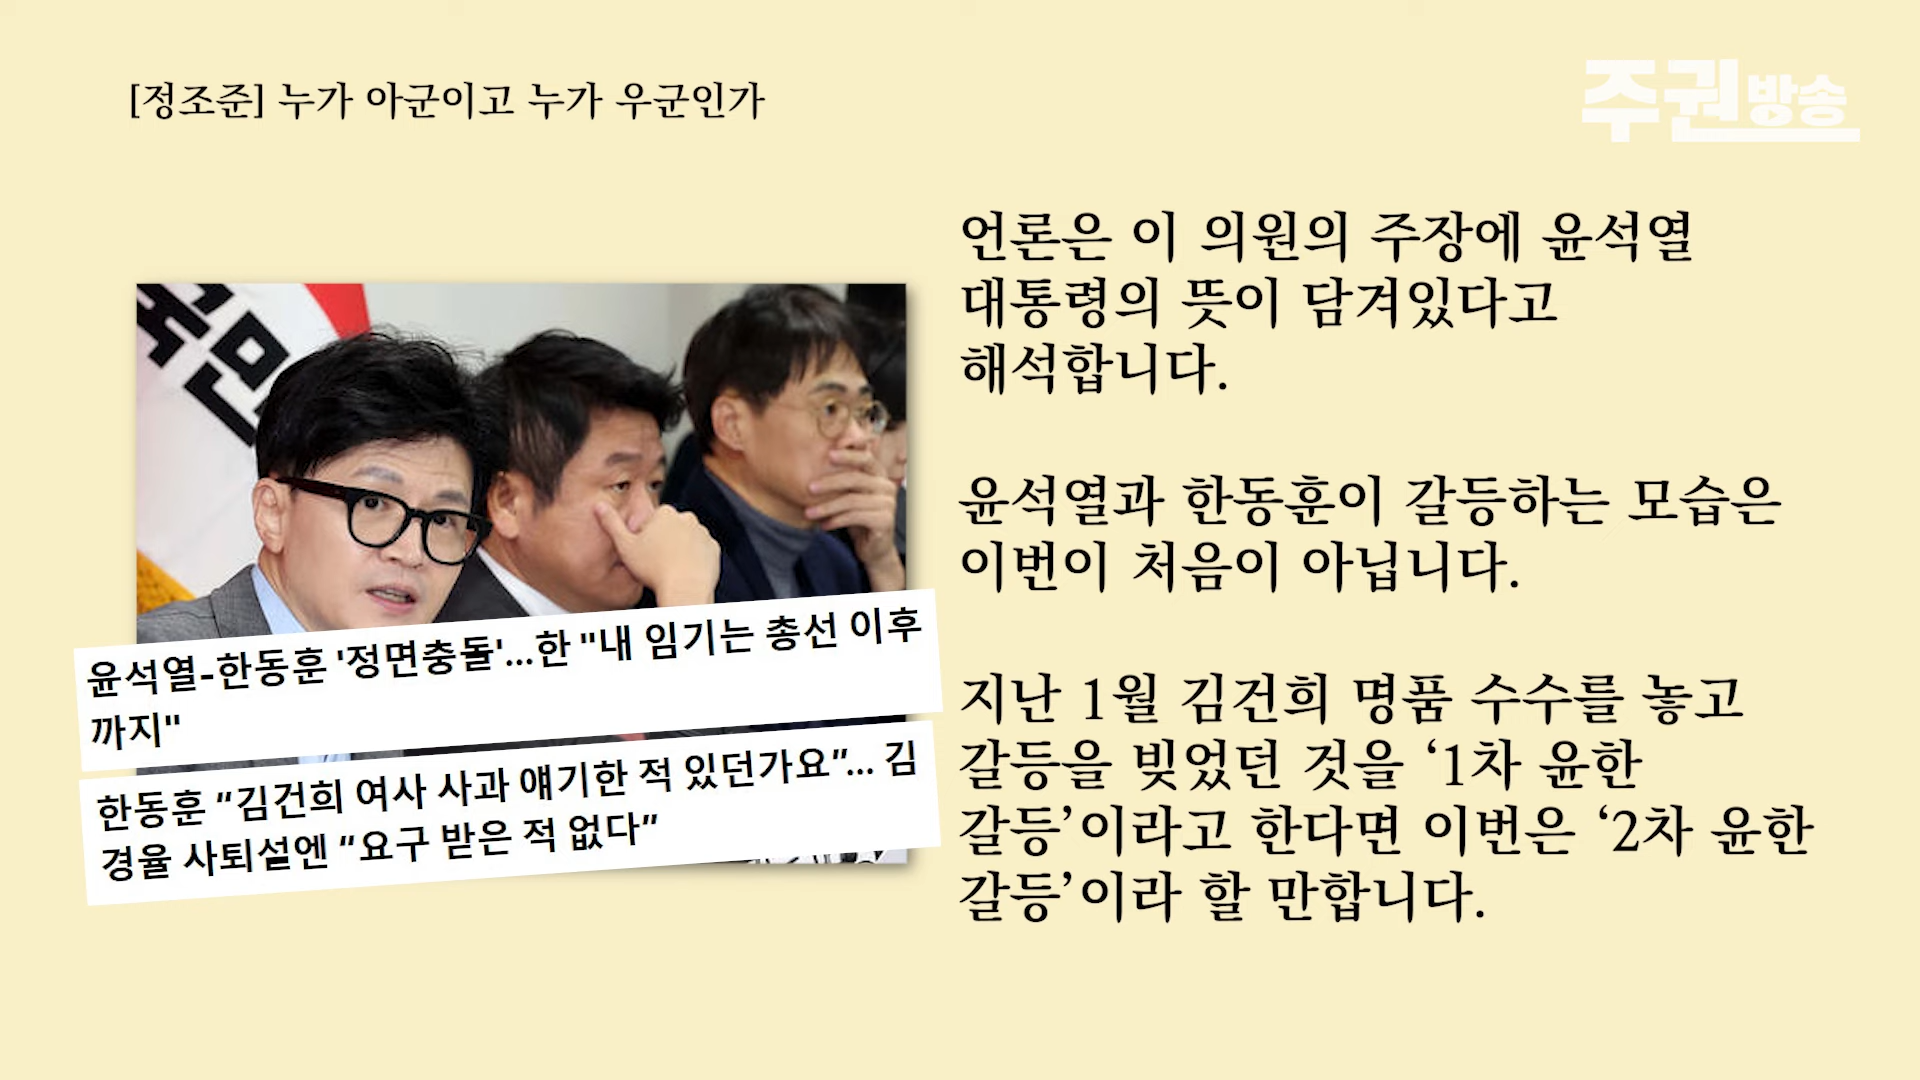 [정조준] 누가 아군이고 누가 우군인가
주권방송
언론은 이 의원의 주장에 윤석열
대통령의 뜻이 담겨있다고
해석합니다.
윤석열과 한동훈이 갈등하는 모습은
이번이 처음이 아닙니다.
지난 1월 김건희 명품 수수를 놓고
갈등을 빚었던 것을 ‘1차 윤한
갈등’이라고 한다면 이번은 ‘2차 윤한
갈등’이라 할 만합니다.
국민
윤석열-한동훈 '정면충돌'...한 "내 임기는 총선 이후
까지"
한동훈 “김건희 여사 사과 얘기한 적 있던가요”... 김
경율 사퇴설엔 “요구 받은 적 없다”